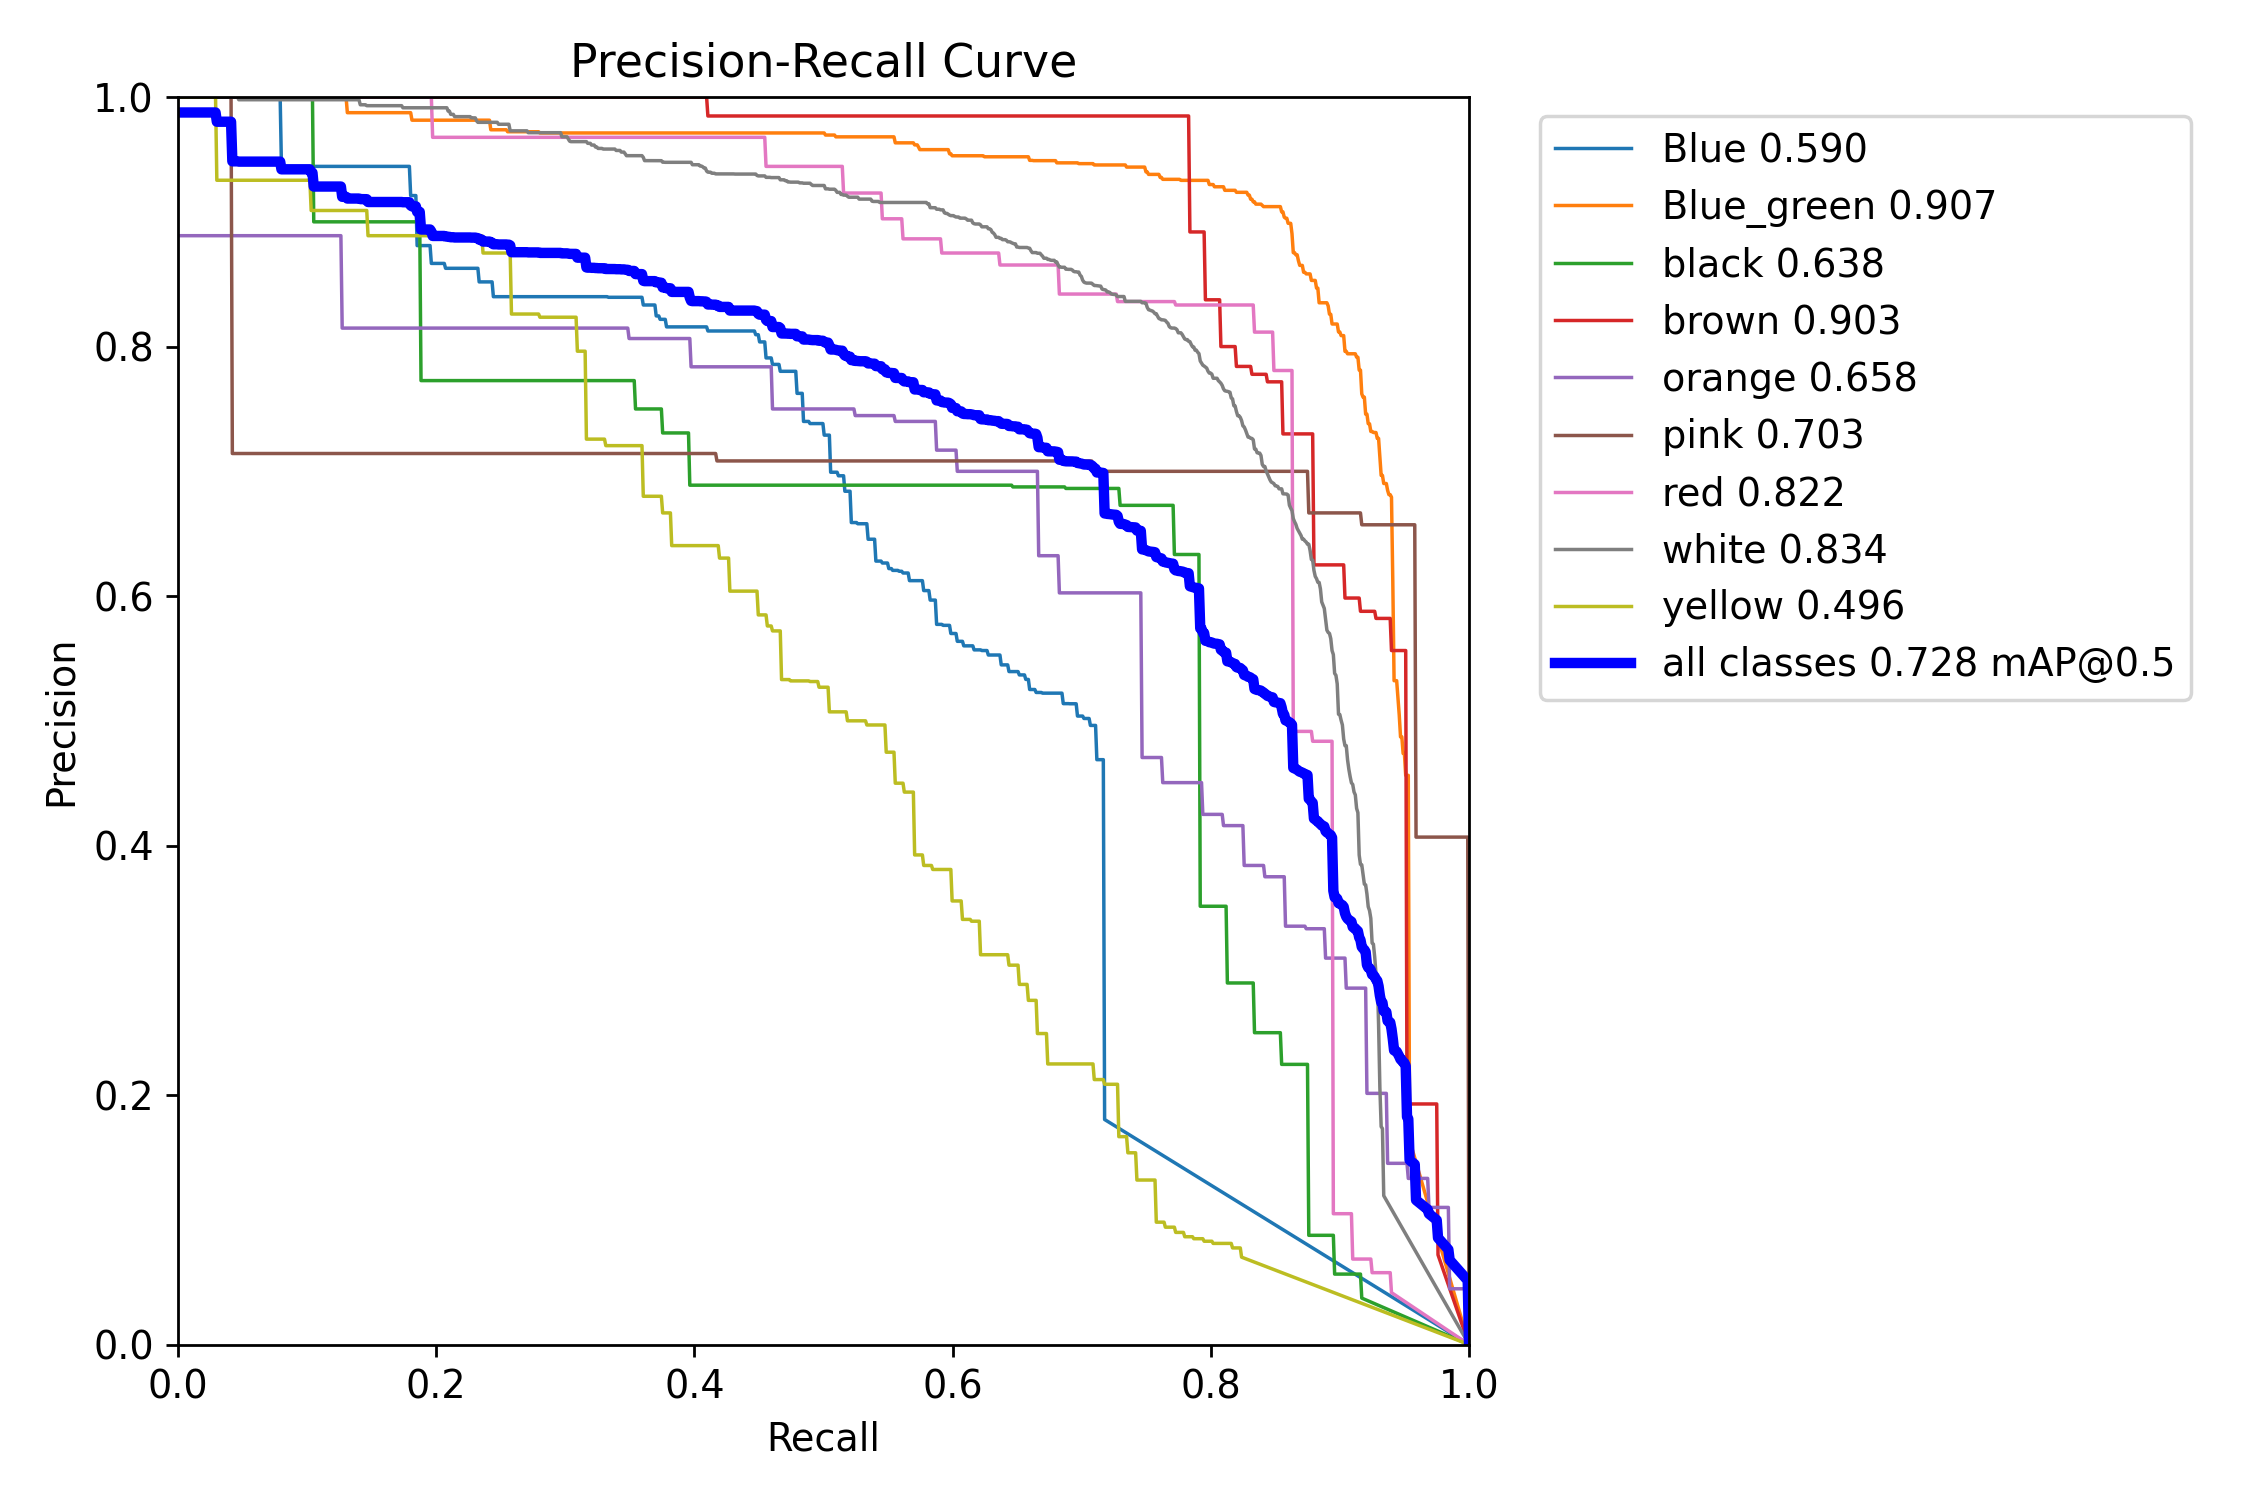 Precision-Recall Curve
1.0
0.8
0.6
0.4
0.2
0.0
Precision
0.0 0.2 0.4 0.6 0.8 1.0
Recall
Blue 0.590
Blue_green 0.907
black 0.638
brown 0.903
orange 0.658
pink 0.703
red 0.822
white 0.834
yellow 0.496
all classes 0.728 mAP@0.5